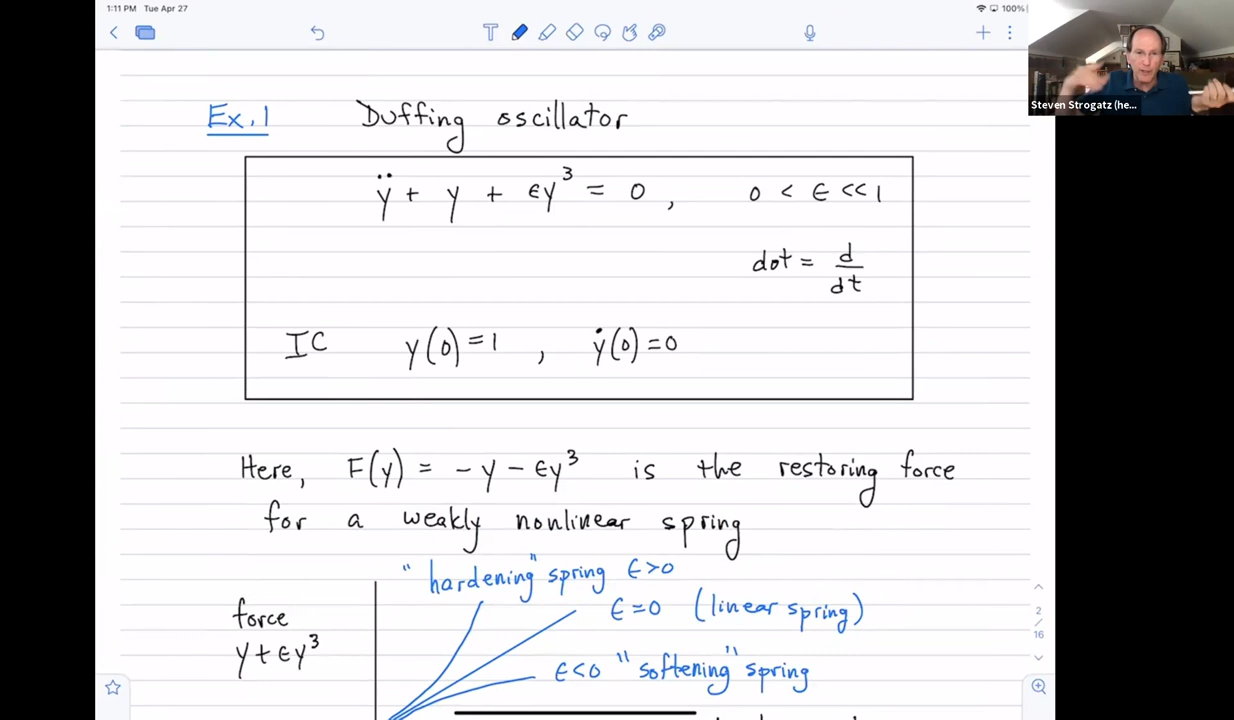 1:11 PM Tue Apr 27
100%
T
Steven Strogatz (he...
Ex.1 Duffing oscillator
ÿ + y + εy³ = 0, 0 < ε << 1
dot = d/dt
IC y(0) = 1, ẏ(0) = 0
Here, F(y) = - y - εy³ is the restoring force
for a weakly nonlinear spring
"hardening" spring ε>0
ε=0 (linear spring)
force
y+εy³
ε<0 "softening" spring
2
/
16